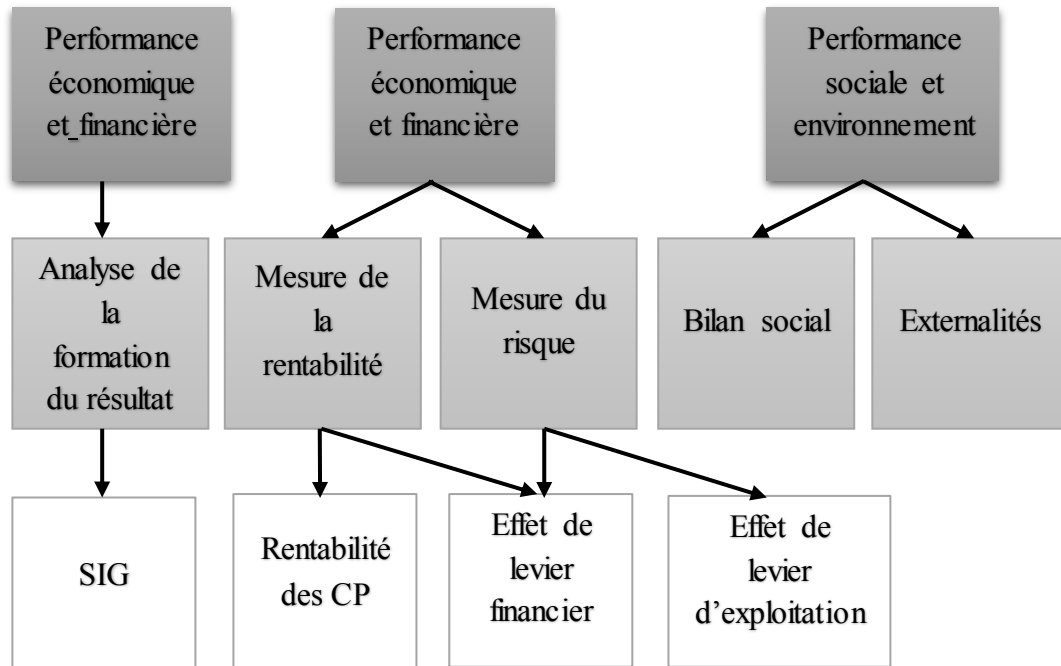 Performance
économique
et_financière
Performance
économique
et financière
Performance
sociale et
environnement
Analyse de
la
formation
du résultat
Mesure de
la
rentabilité
Mesure du
risque
Bilan social
Externalités
SIG
Rentabilité
des CP
Effet de
levier
financier
Effet de
levier
d’exploitation